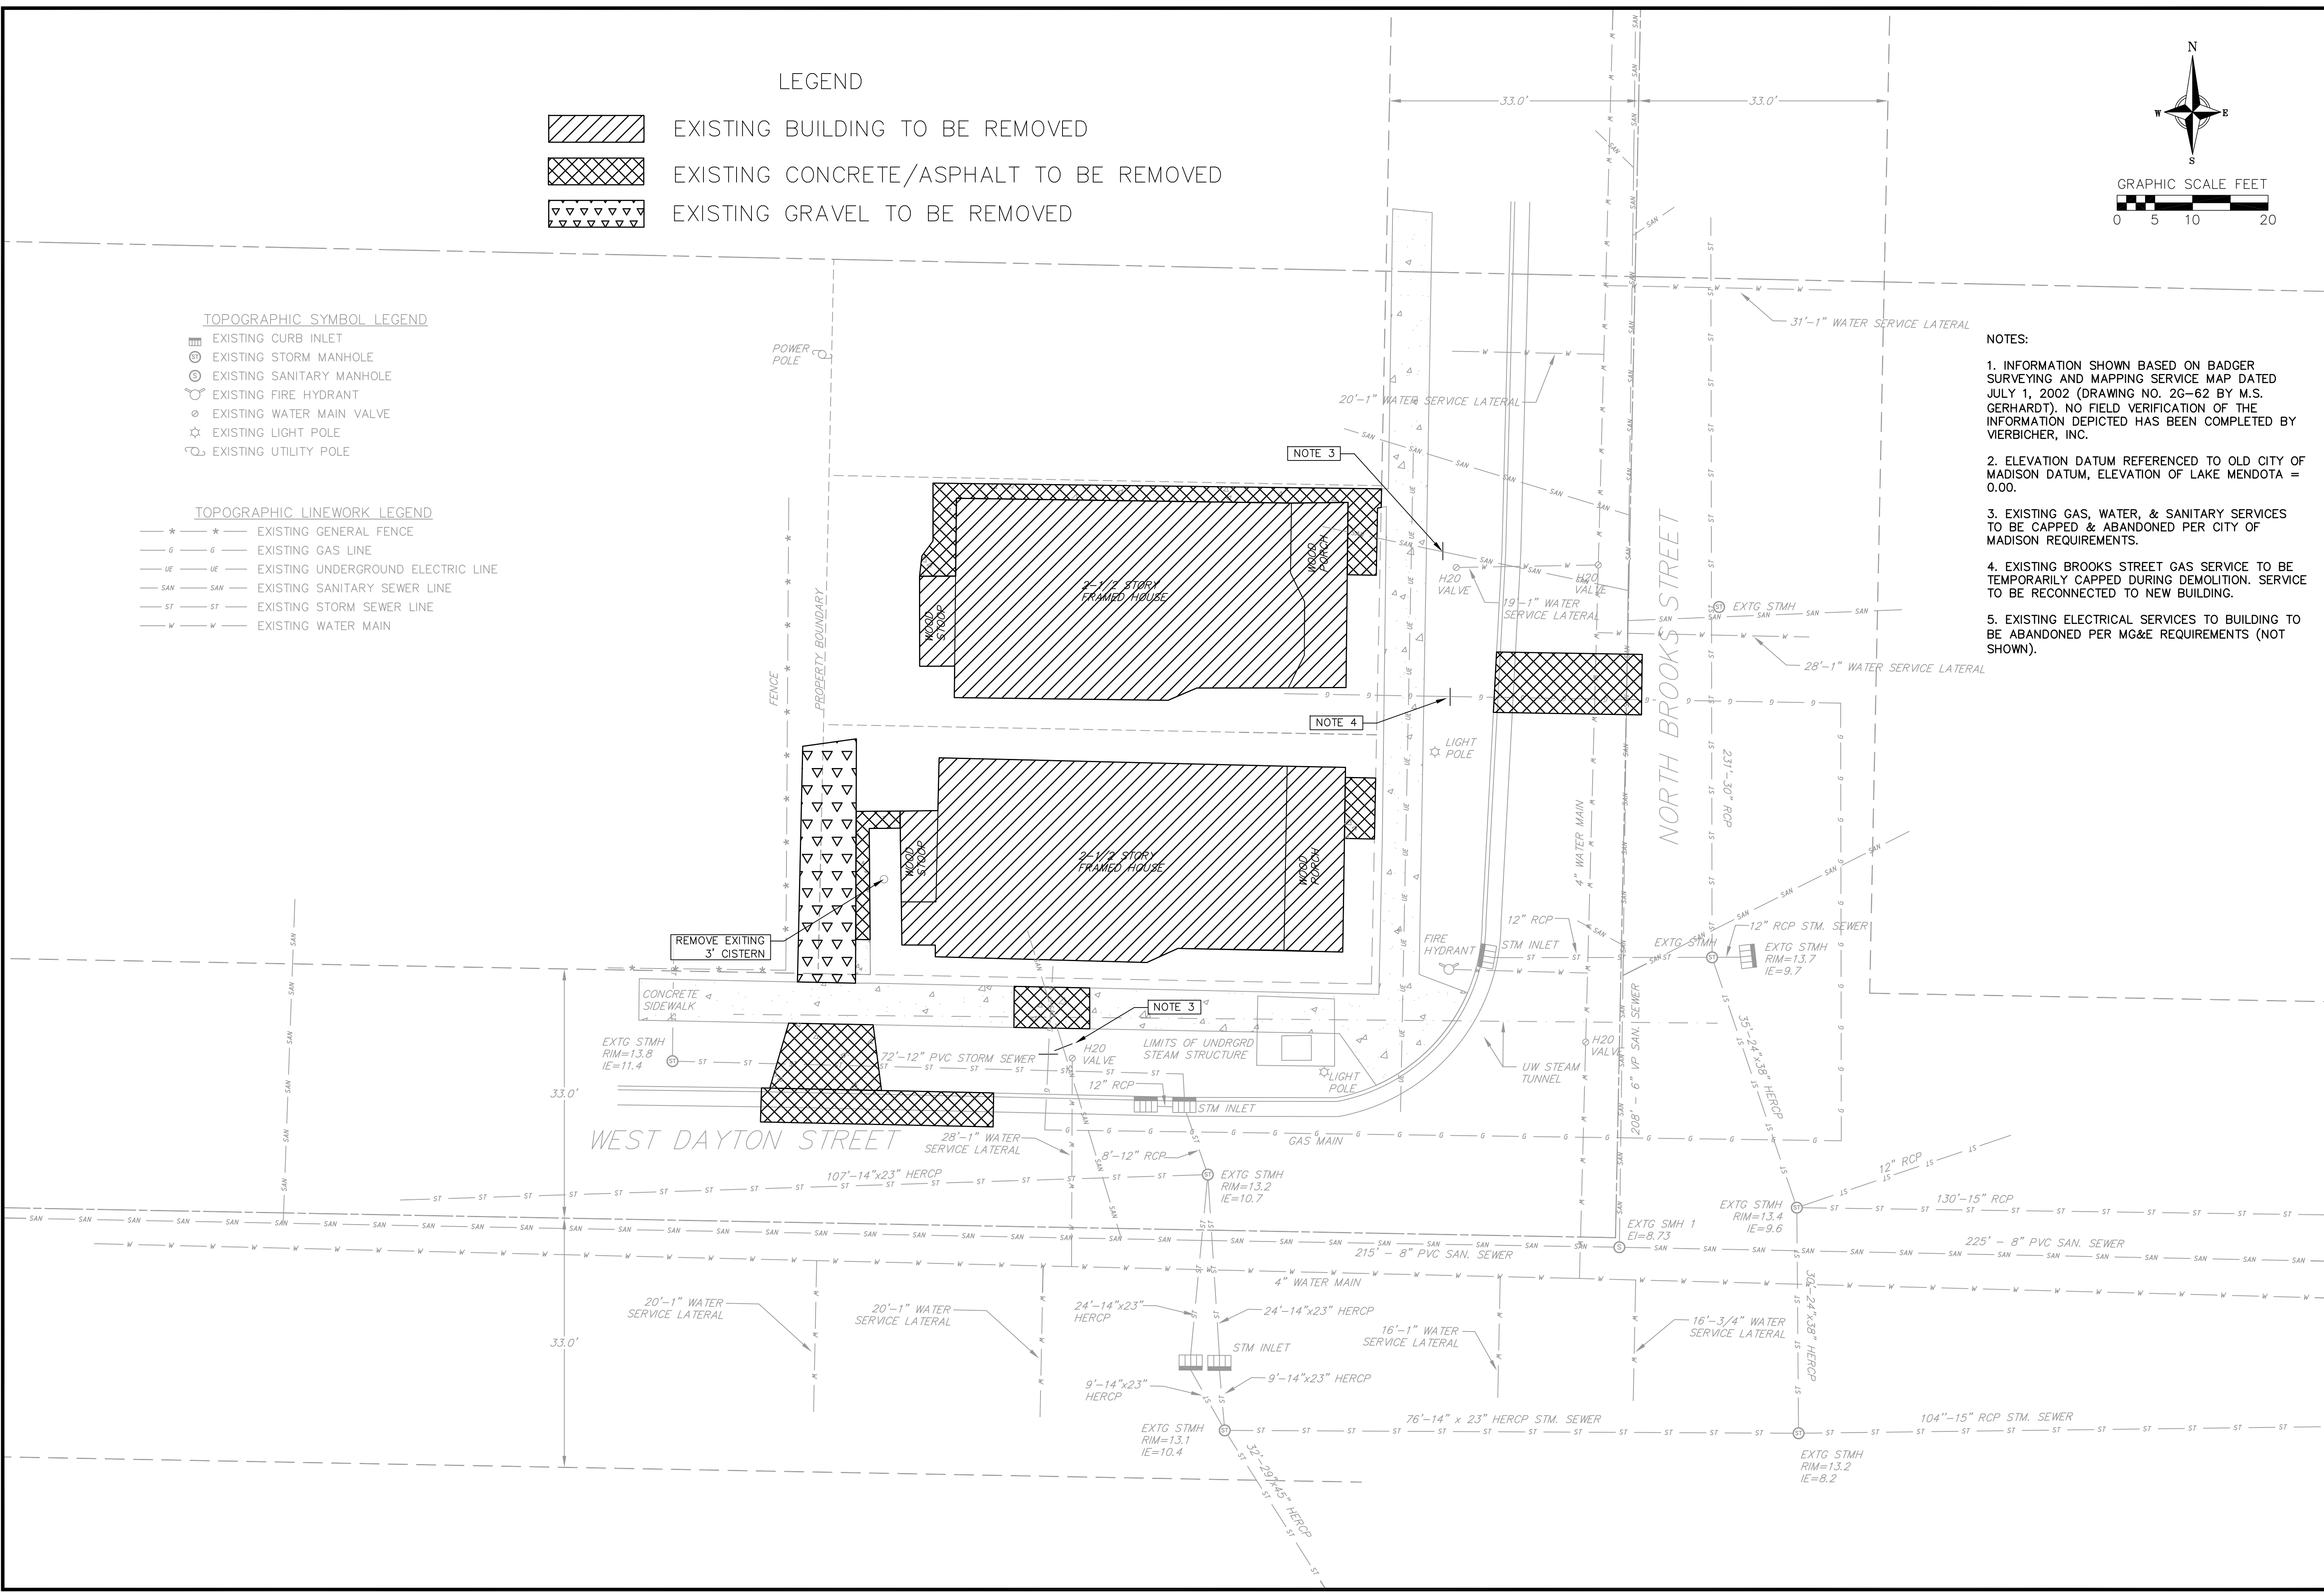 LEGEND
EXISTING BUILDING TO BE REMOVED
EXISTING CONCRETE/ASPHALT TO BE REMOVED
EXISTING GRAVEL TO BE REMOVED
33.0'
33.0'
N
W
E
S
GRAPHIC SCALE FEET
0 5 10 20
TOPOGRAPHIC SYMBOL LEGEND
EXISTING CURB INLET
ST EXISTING STORM MANHOLE
S EXISTING SANITARY MANHOLE
EXISTING FIRE HYDRANT
EXISTING WATER MAIN VALVE
EXISTING LIGHT POLE
EXISTING UTILITY POLE
TOPOGRAPHIC LINEWORK LEGEND
EXISTING GENERAL FENCE
G G EXISTING GAS LINE
UE UE EXISTING UNDERGROUND ELECTRIC LINE
SAN SAN EXISTING SANITARY SEWER LINE
ST ST EXISTING STORM SEWER LINE
W W EXISTING WATER MAIN
NOTES:
1. INFORMATION SHOWN BASED ON BADGER
SURVEYING AND MAPPING SERVICE MAP DATED
JULY 1, 2002 (DRAWING NO. 2G-62 BY M.S.
GERHARDT). NO FIELD VERIFICATION OF THE
INFORMATION DEPICTED HAS BEEN COMPLETED BY
VIERBICHER, INC.
2. ELEVATION DATUM REFERENCED TO OLD CITY OF
MADISON DATUM, ELEVATION OF LAKE MENDOTA =
0.00.
3. EXISTING GAS, WATER, & SANITARY SERVICES
TO BE CAPPED & ABANDONED PER CITY OF
MADISON REQUIREMENTS.
4. EXISTING BROOKS STREET GAS SERVICE TO BE
TEMPORARILY CAPPED DURING DEMOLITION. SERVICE
TO BE RECONNECTED TO NEW BUILDING.
5. EXISTING ELECTRICAL SERVICES TO BUILDING TO
BE ABANDONED PER MG&E REQUIREMENTS (NOT
SHOWN).
POWER
POLE
31'-1" WATER SERVICE LATERAL
20'-1" WATER SERVICE LATERAL
NOTE 3
H20
VALVE
H20
VALVE
19'-1" WATER
SERVICE LATERAL
EXTG STMH
28'-1" WATER SERVICE LATERAL
NORTH BROOKS STREET
2-1/2 STORY
FRAMED HOUSE
WOOD
PORCH
WOOD
STOOP
FENCE
PROPERTY BOUNDARY
NOTE 4
LIGHT
POLE
231'-30" RCP
4" WATER MAIN
2-1/2 STORY
FRAMED HOUSE
WOOD
STOOP
WOOD
PORCH
REMOVE EXITING
3' CISTERN
FIRE
HYDRANT
12" RCP
STM INLET
EXTG STMH
12" RCP STM. SEWER
EXTG STMH
RIM=13.7
IE=9.7
CONCRETE
SIDEWALK
NOTE 3
EXTG STMH
RIM=13.8
IE=11.4
72'-12" PVC STORM SEWER
H20
VALVE
LIMITS OF UNDRGRD
STEAM STRUCTURE
LIGHT
POLE
UW STEAM
TUNNEL
H20
VALVE
208' - 6" VP SAN. SEWER
35'-24"x38" HERCP
12" RCP
STM INLET
33.0'
WEST DAYTON STREET
28'-1" WATER
SERVICE LATERAL
GAS MAIN
8'-12" RCP
107'-14"x23" HERCP
EXTG STMH
RIM=13.2
IE=10.7
12" RCP
EXTG STMH
RIM=13.4
IE=9.6
130'-15" RCP
EXTG SMH 1
EI=8.73
215' - 8" PVC SAN. SEWER
225' - 8" PVC SAN. SEWER
4" WATER MAIN
20'-1" WATER
SERVICE LATERAL
20'-1" WATER
SERVICE LATERAL
24'-14"x23"
HERCP
24'-14"x23" HERCP
16'-1" WATER
SERVICE LATERAL
16'-3/4" WATER
SERVICE LATERAL
30'-24"x38" HERCP
33.0'
STM INLET
9'-14"x23"
HERCP
9'-14"x23" HERCP
EXTG STMH
RIM=13.1
IE=10.4
76'-14" x 23" HERCP STM. SEWER
104''-15" RCP STM. SEWER
EXTG STMH
RIM=13.2
IE=8.2
32'-29"x45" HERCP